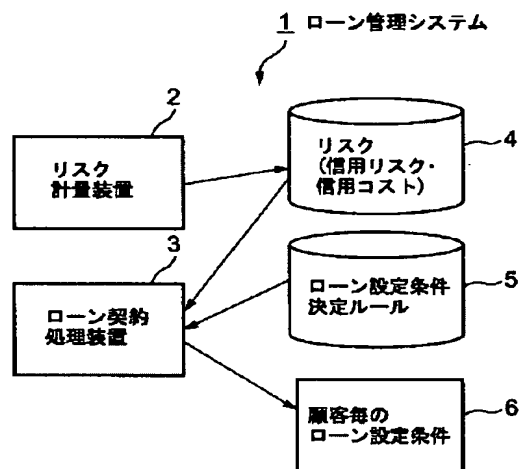 1 ローン管理システム
2
リスク
計量装置
リスク
(信用リスク・
信用コスト)
4
3
ローン契約
処理装置
ローン設定条件
決定ルール
5
顧客毎の
ローン設定条件
6